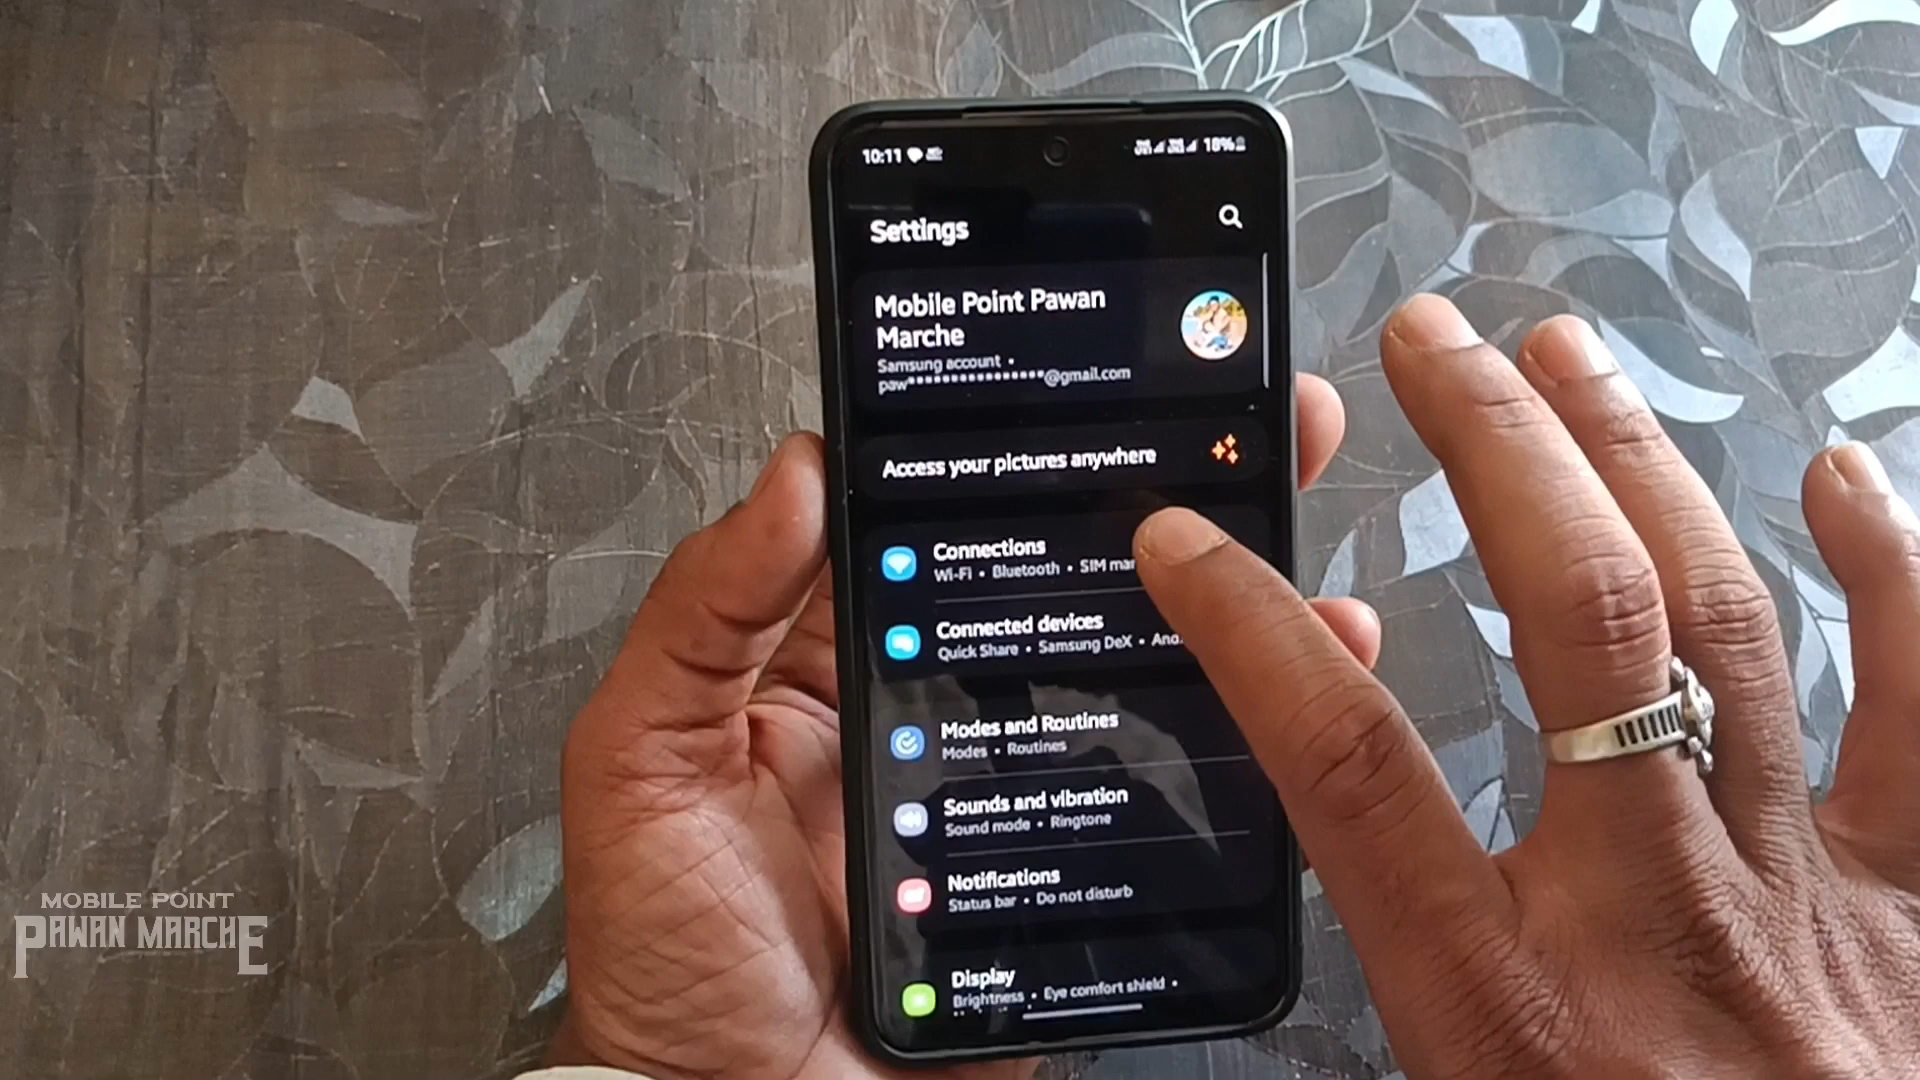 10:11
18%
Settings
Mobile Point Pawan
Marche
Samsung account •
paw****************@gmail.com
Access your pictures anywhere
Connections
Wi-Fi • Bluetooth • SIM mar
Connected devices
Quick Share • Samsung DeX • And
Modes and Routines
Modes • Routines
Sounds and vibration
Sound mode • Ringtone
Notifications
Status bar • Do not disturb
Display
Brightness • Eye comfort shield •
MOBILE POINT
PAWAN MARCHE